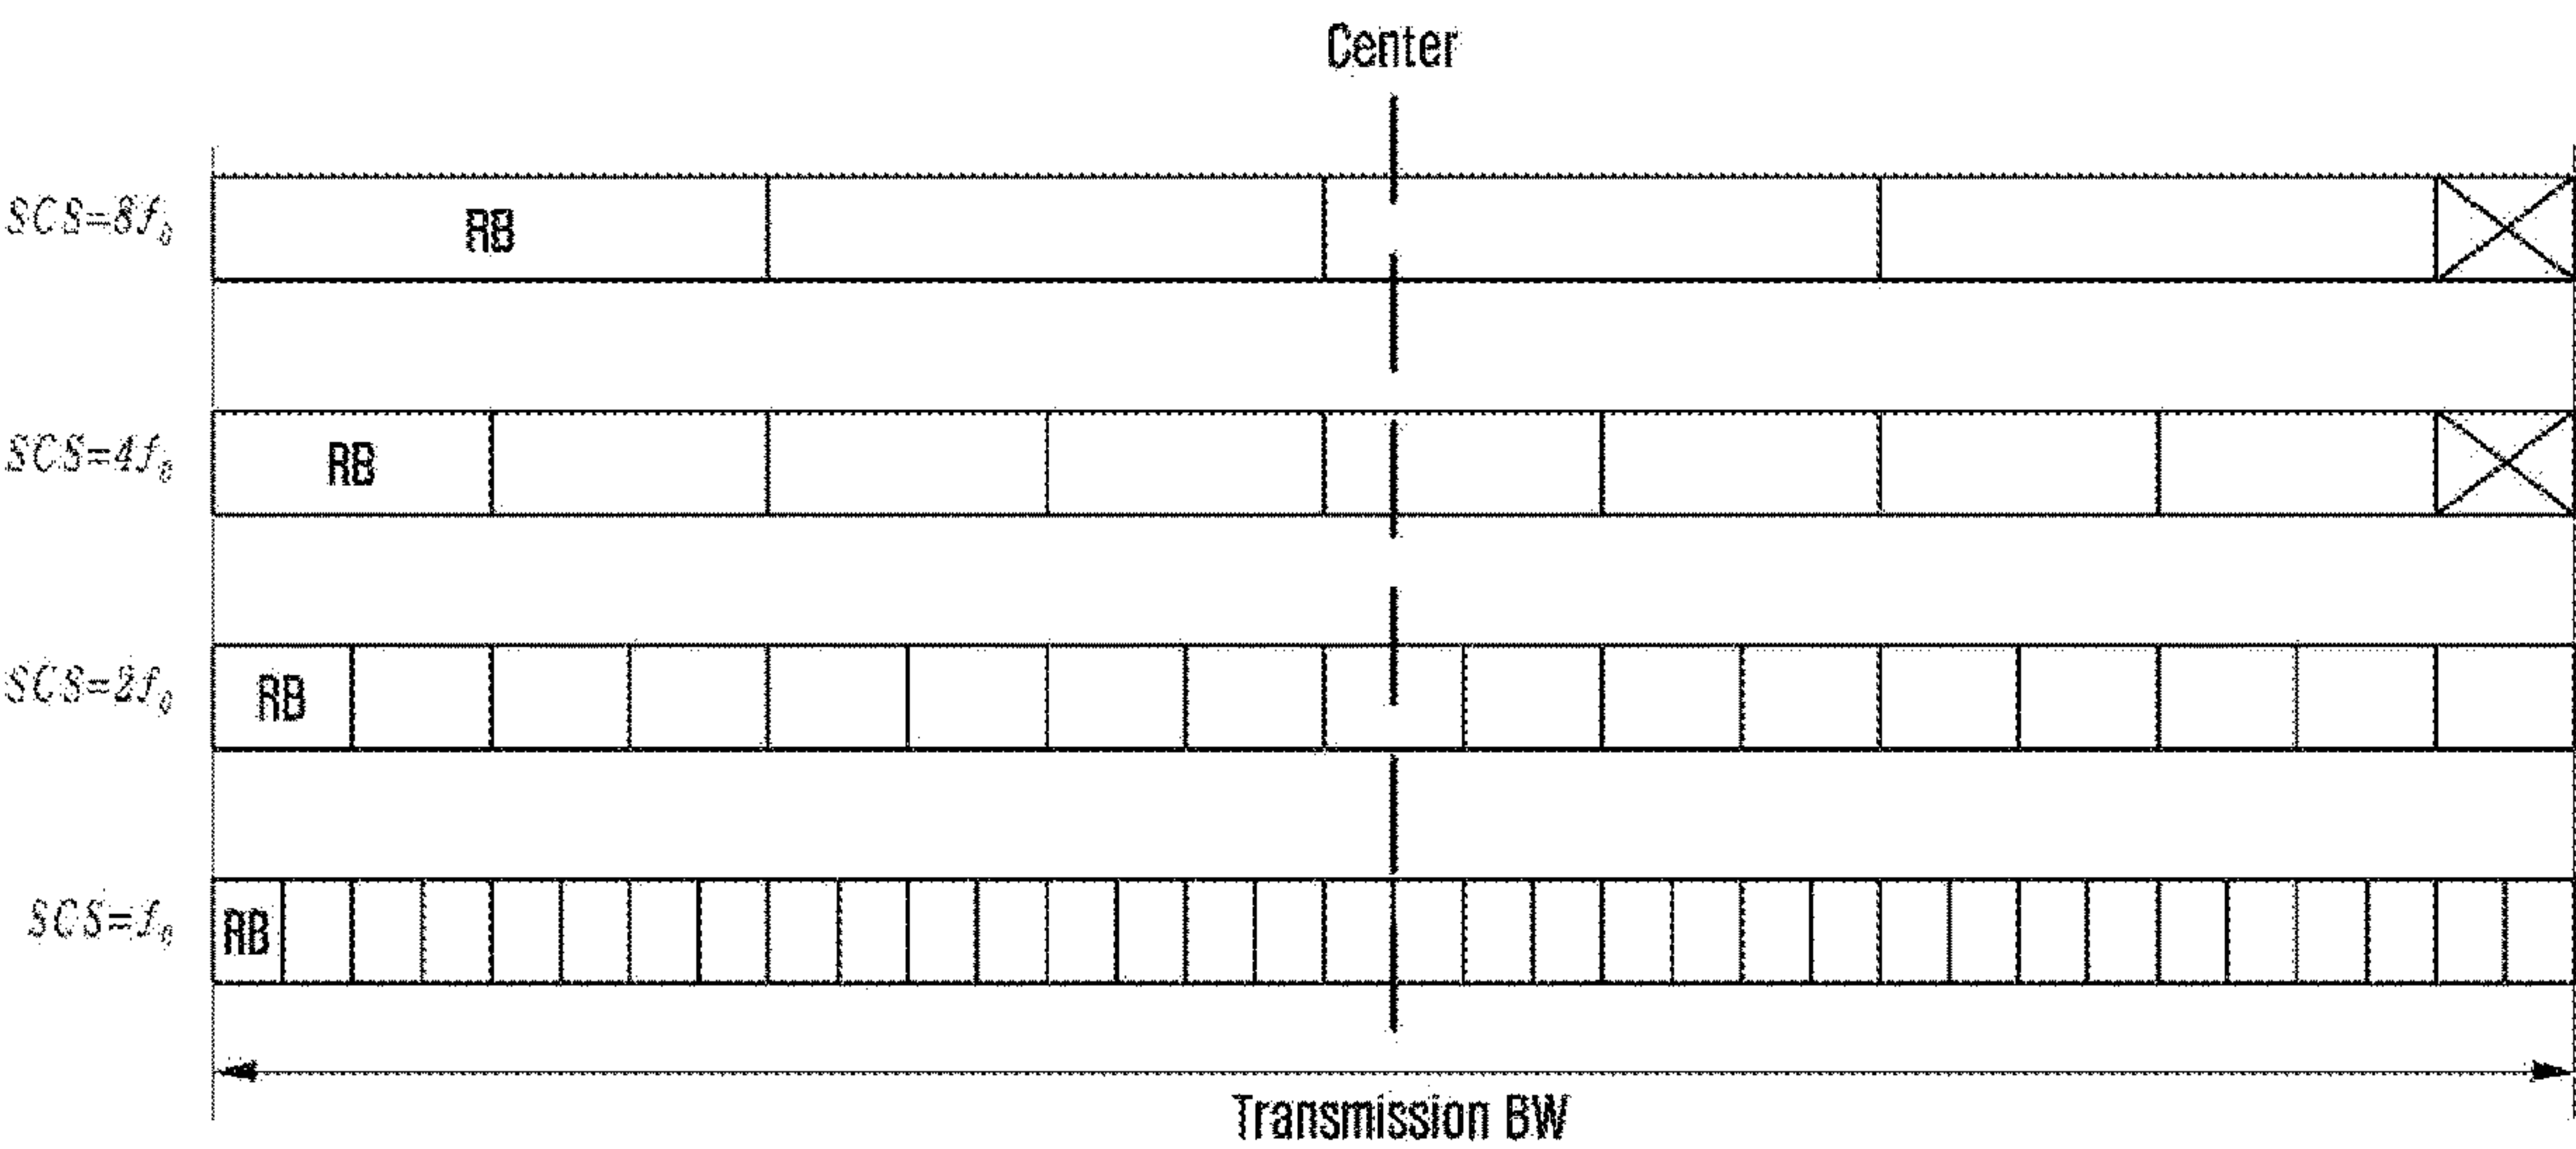 Center
SCS=8f₀
RB
SCS=4f₀
RB
SCS=2f₀
RB
SCS=f₀
RB
Transmission BW